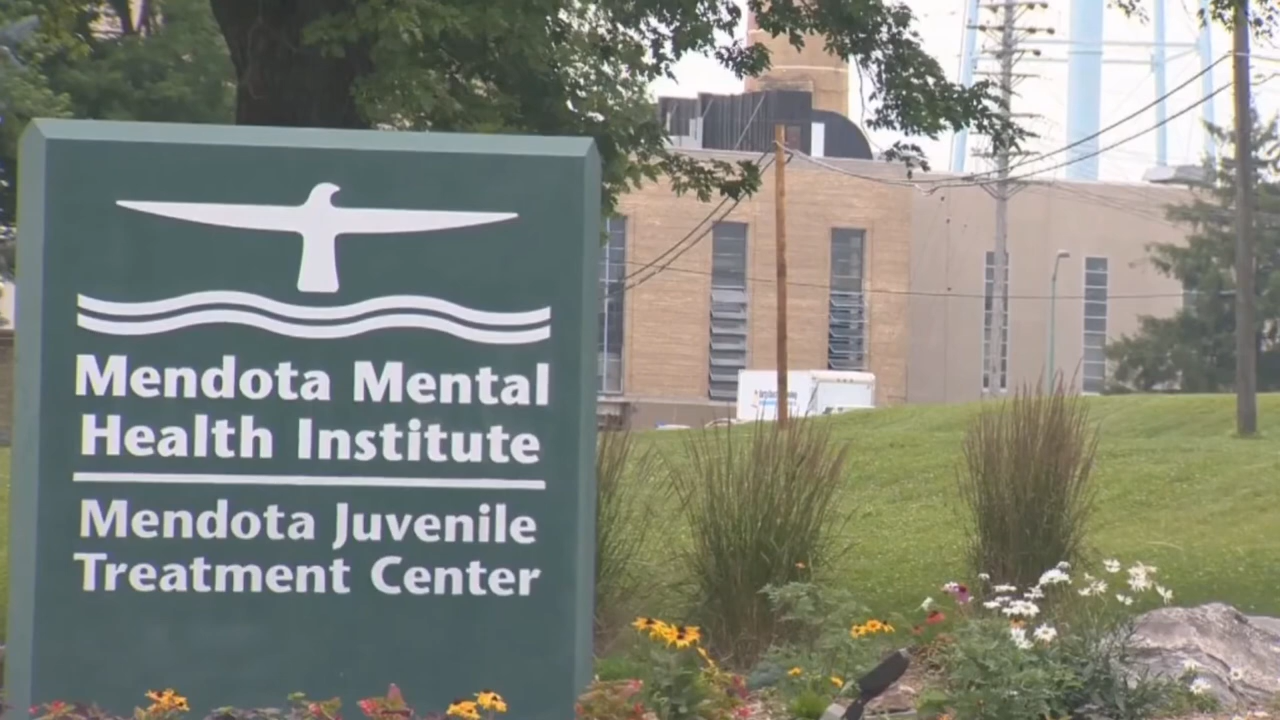 Mendota Mental
Health Institute
Mendota Juvenile
Treatment Center